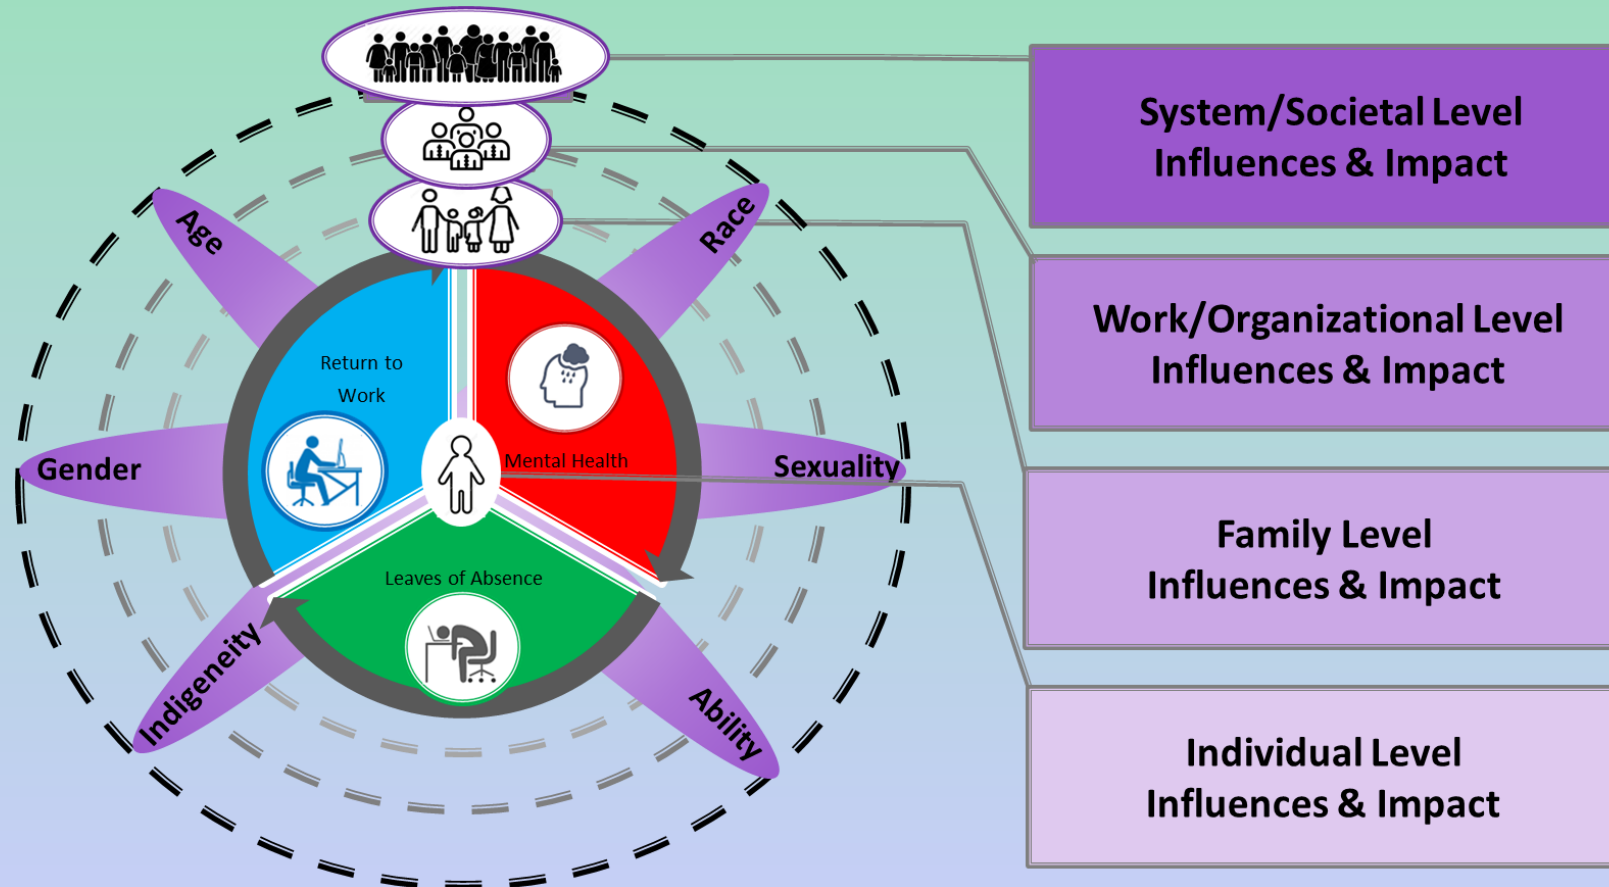 System/Societal Level
Influences & Impact
Work/Organizational Level
Influences & Impact
Family Level
Influences & Impact
Individual Level
Influences & Impact
Age
Race
Gender
Sexuality
Indigeneity
Ability
Return to
Work
Mental Health
Leaves of Absence